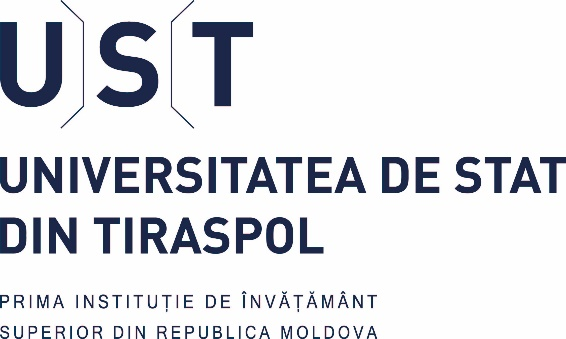 UST
UNIVERSITATEA DE STAT
DIN TIRASPOL
PRIMA INSTITUȚIE DE ÎNVĂȚĂMÂNT
SUPERIOR DIN REPUBLICA MOLDOVA